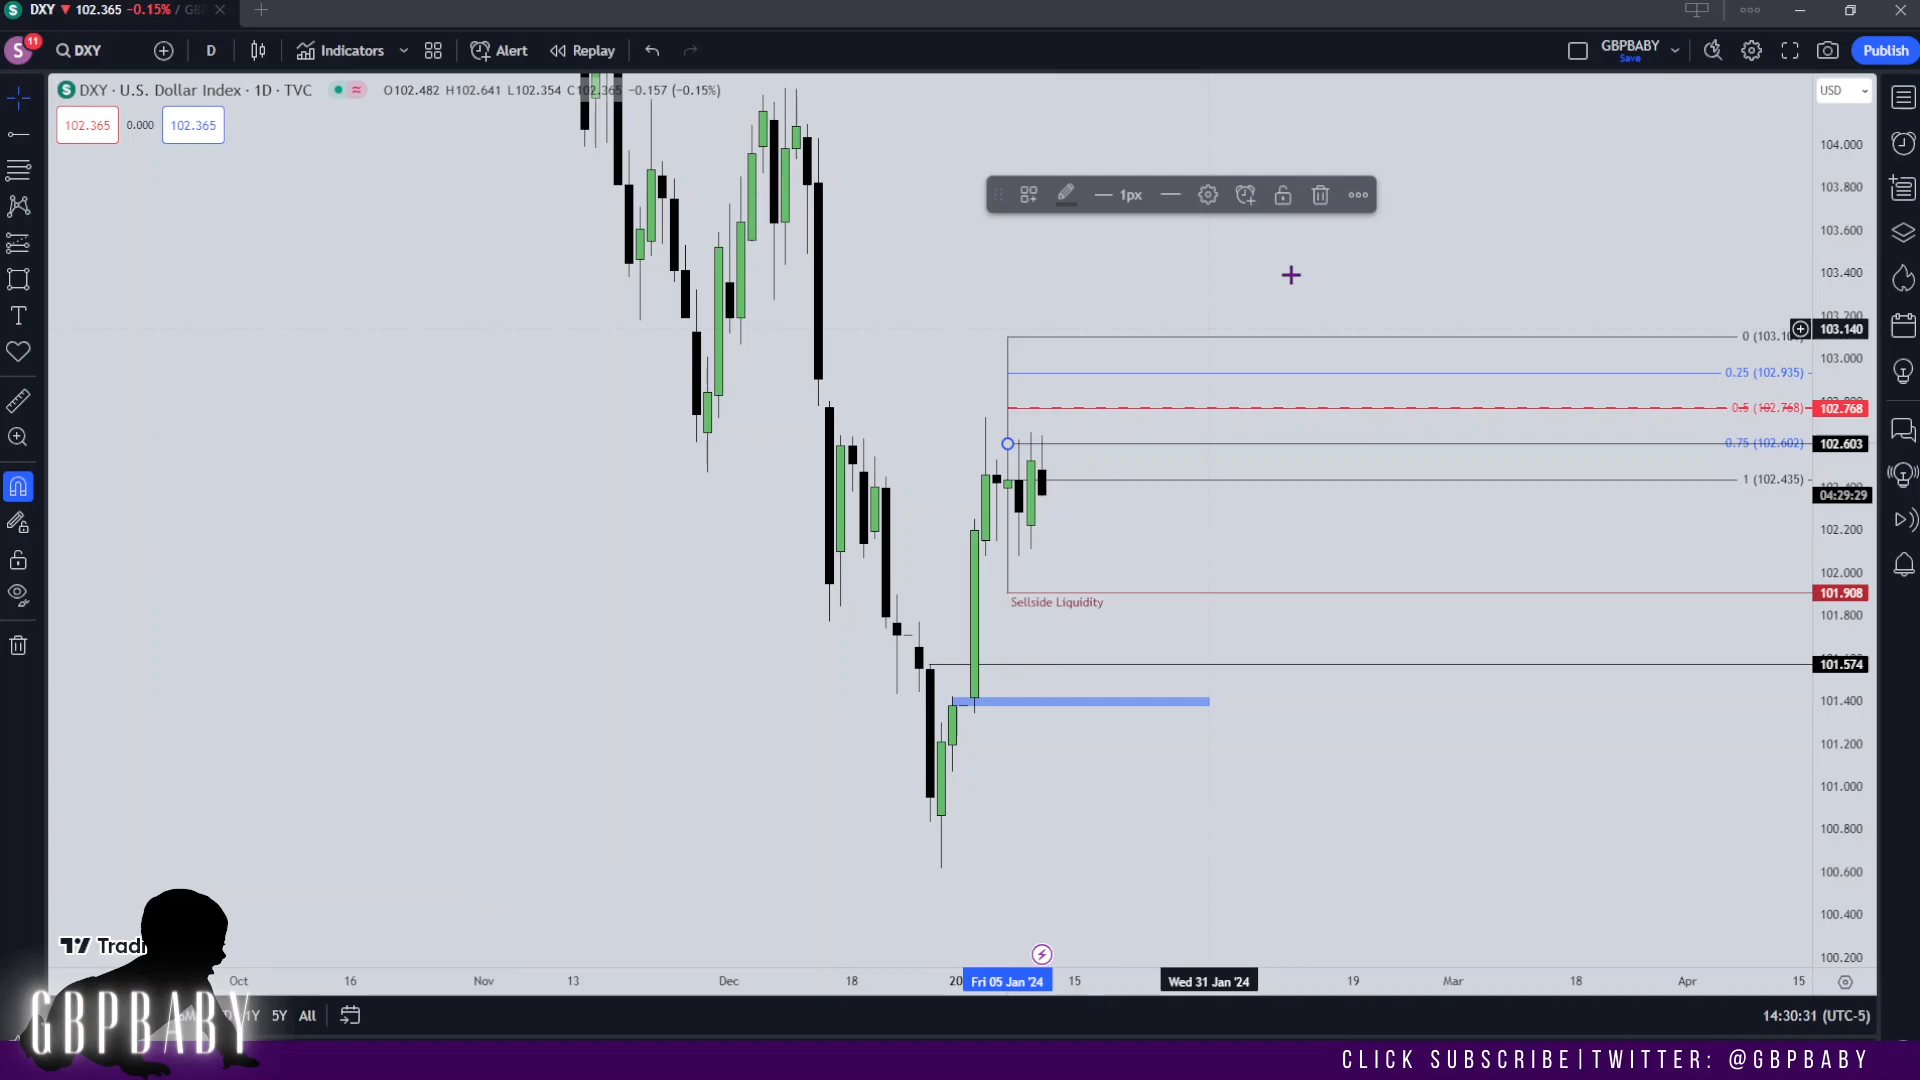 DXY 102.365 -0.15% / GB
11
DXY
D
Indicators
Alert
Replay
GBPBABY
Save
Publish
DXY · U.S. Dollar Index · 1D · TVC
O102.482 H102.641 L102.354 C102.365 −0.157 (−0.15%)
USD
102.365
0.000
102.365
1px
104.000
103.800
103.600
103.400
103.200
103.140
103.000
102.768
102.603
04:29:29
102.200
102.000
101.908
101.800
101.574
101.400
101.200
101.000
100.800
100.600
100.400
100.200
0.25 (102.935)
0.5 (102.768)
0.75 (102.602)
1 (102.435)
Sellside Liquidity
Oct
16
Nov
13
Dec
18
Fri 05 Jan '24
15
Wed 31 Jan '24
19
Mar
18
Apr
15
1Y
5Y
All
14:30:31 (UTC-5)
GBPBABY
CLICK SUBSCRIBE|TWITTER: @GBPBABY